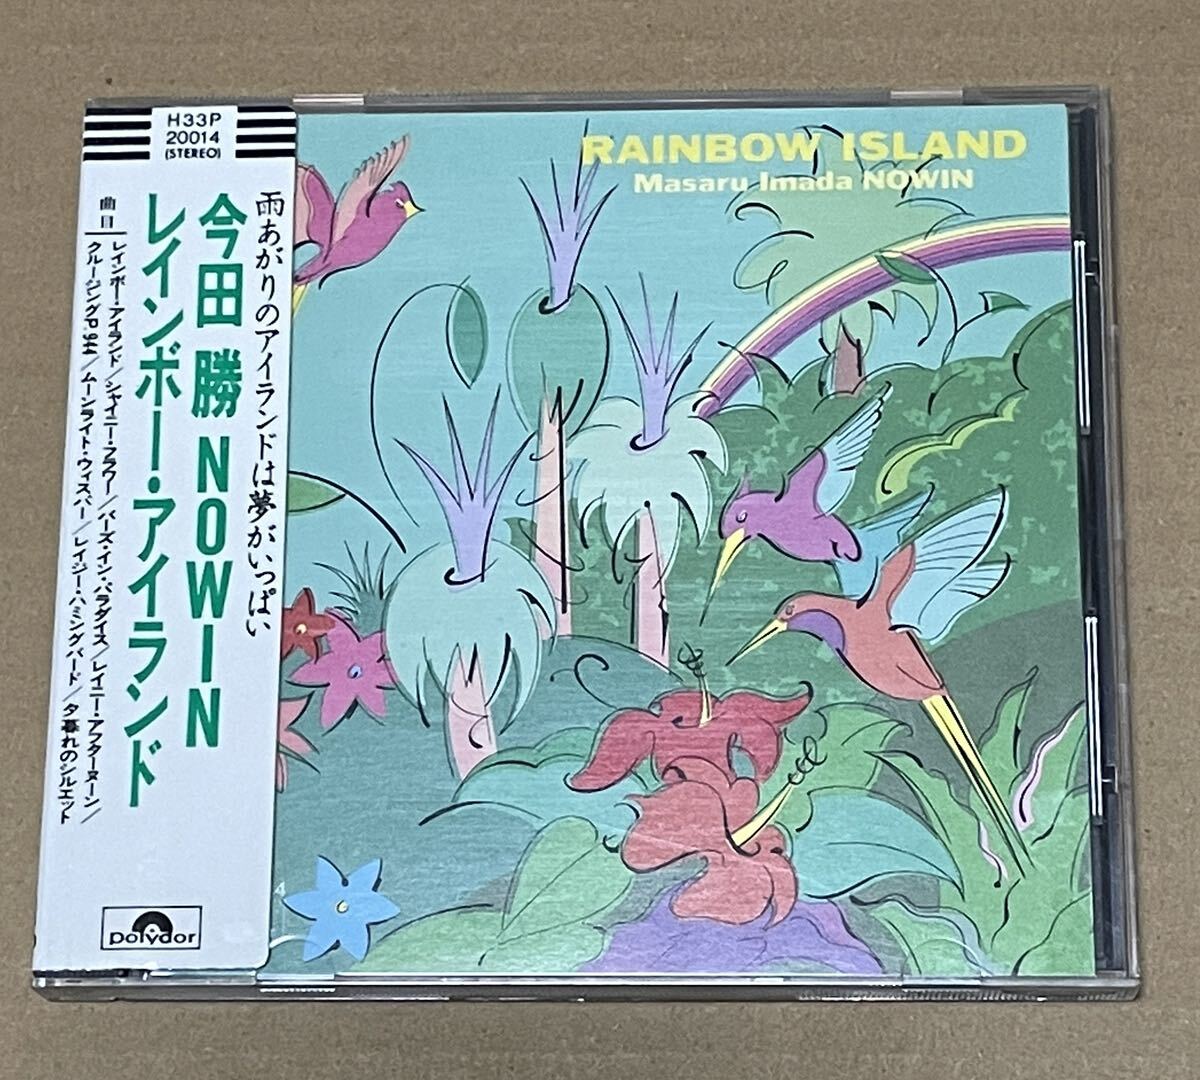 H33P
20014
(STEREO)
雨あがりのアイランドは夢がいっぱい
今田 勝 NOWIN
レインボー・アイランド
曲目
レインボー・アイランド/シャイニー・フラワー/バーズ・イン・パラダイス/レイニー・アフターヌーン/
クルージングP.944/ムーンライト・ウィスパー/レイジー・ハミングバード/夕暮れのシルエット
polydor
RAINBOW ISLAND
Masaru Imada NOWIN